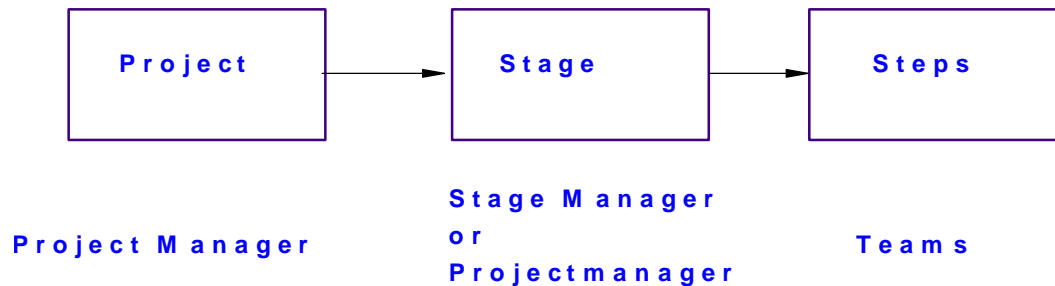 Project
Stage
Steps
Project Manager
Stage Manager
or
Projectmanager
Teams